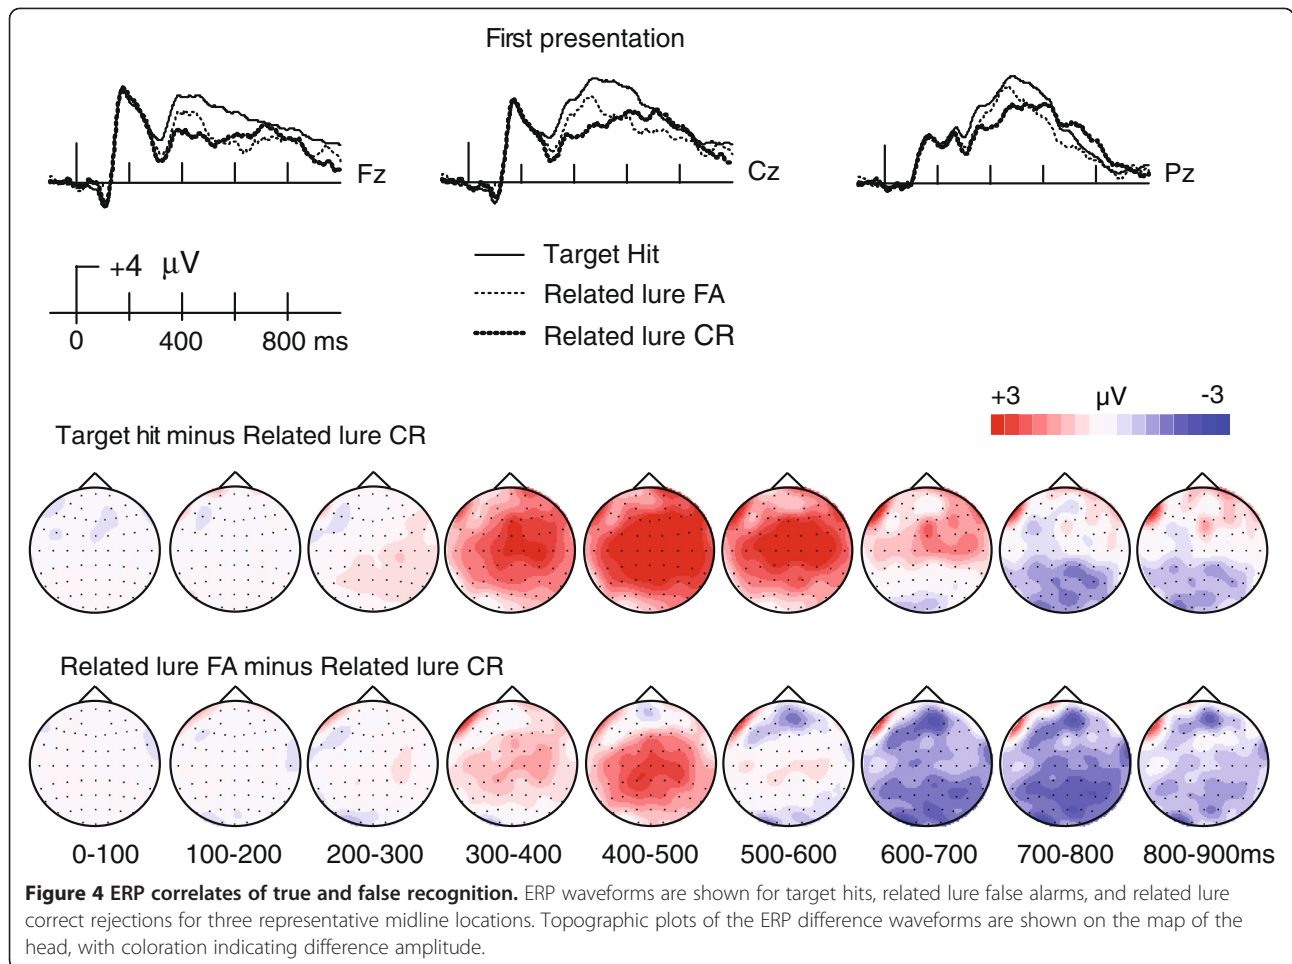 First presentation
Fz
Cz
Pz
+4 μV
0 400 800 ms
Target Hit
Related lure FA
Related lure CR
+3 μV -3
Target hit minus Related lure CR
Related lure FA minus Related lure CR
0-100 100-200 200-300 300-400 400-500 500-600 600-700 700-800 800-900ms
Figure 4 ERP correlates of true and false recognition. ERP waveforms are shown for target hits, related lure false alarms, and related lure
correct rejections for three representative midline locations. Topographic plots of the ERP difference waveforms are shown on the map of the
head, with coloration indicating difference amplitude.